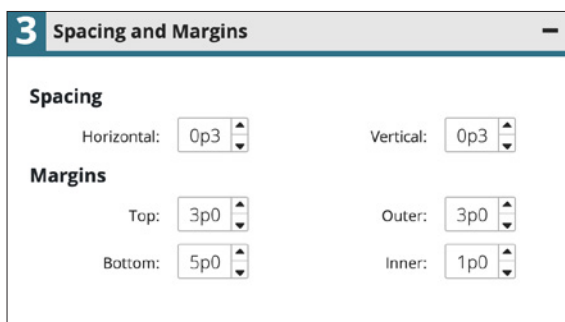 3 Spacing and Margins
Spacing
Horizontal: 0p3 Vertical: 0p3
Margins
Top: 3p0 Outer: 3p0
Bottom: 5p0 Inner: 1p0